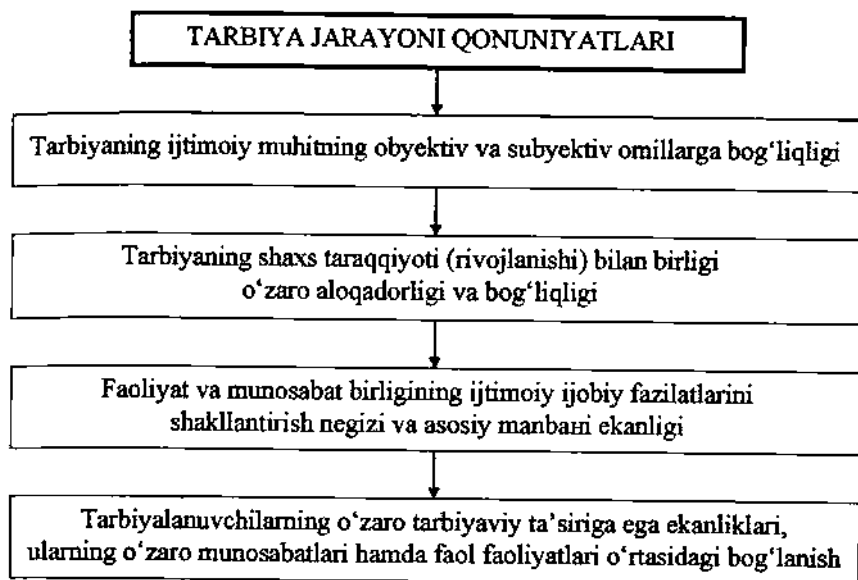 TARBIYA JARAYONI QONUNIYATLARI
Tarbiyaning ijtimoiy muhitning obyektiv va subyektiv omillarga bog‘liqligi
Tarbiyaning shaxs taraqqiyoti (rivojlanishi) bilan birligi
o‘zaro aloqadorligi va bog‘liqligi
Faoliyat va munosabat birligining ijtimoiy ijobiy fazilatlarini
shakllantirish negizi va asosiy manbani ekanligi
Tarbiyalanuvchilarning o‘zaro tarbiyaviy ta’siriga ega ekanliklari,
ularning o‘zaro munosabatlari hamda faol faoliyatlari o‘rtasidagi bog‘lanish